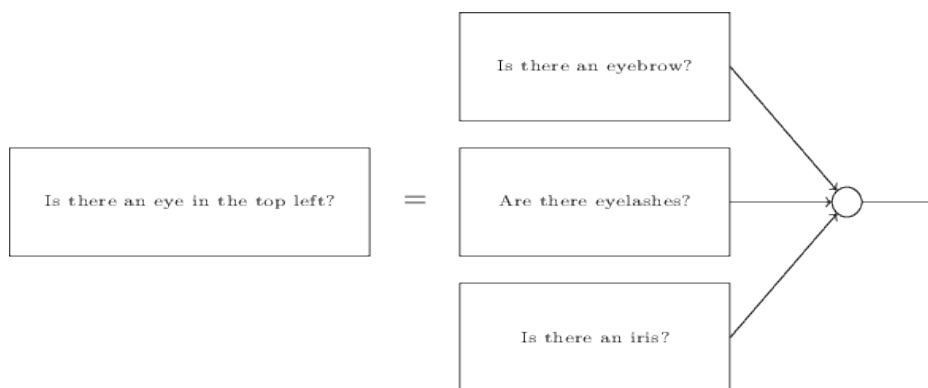 Is there an eyebrow?
Is there an eye in the top left?
=
Are there eyelashes?
Is there an iris?